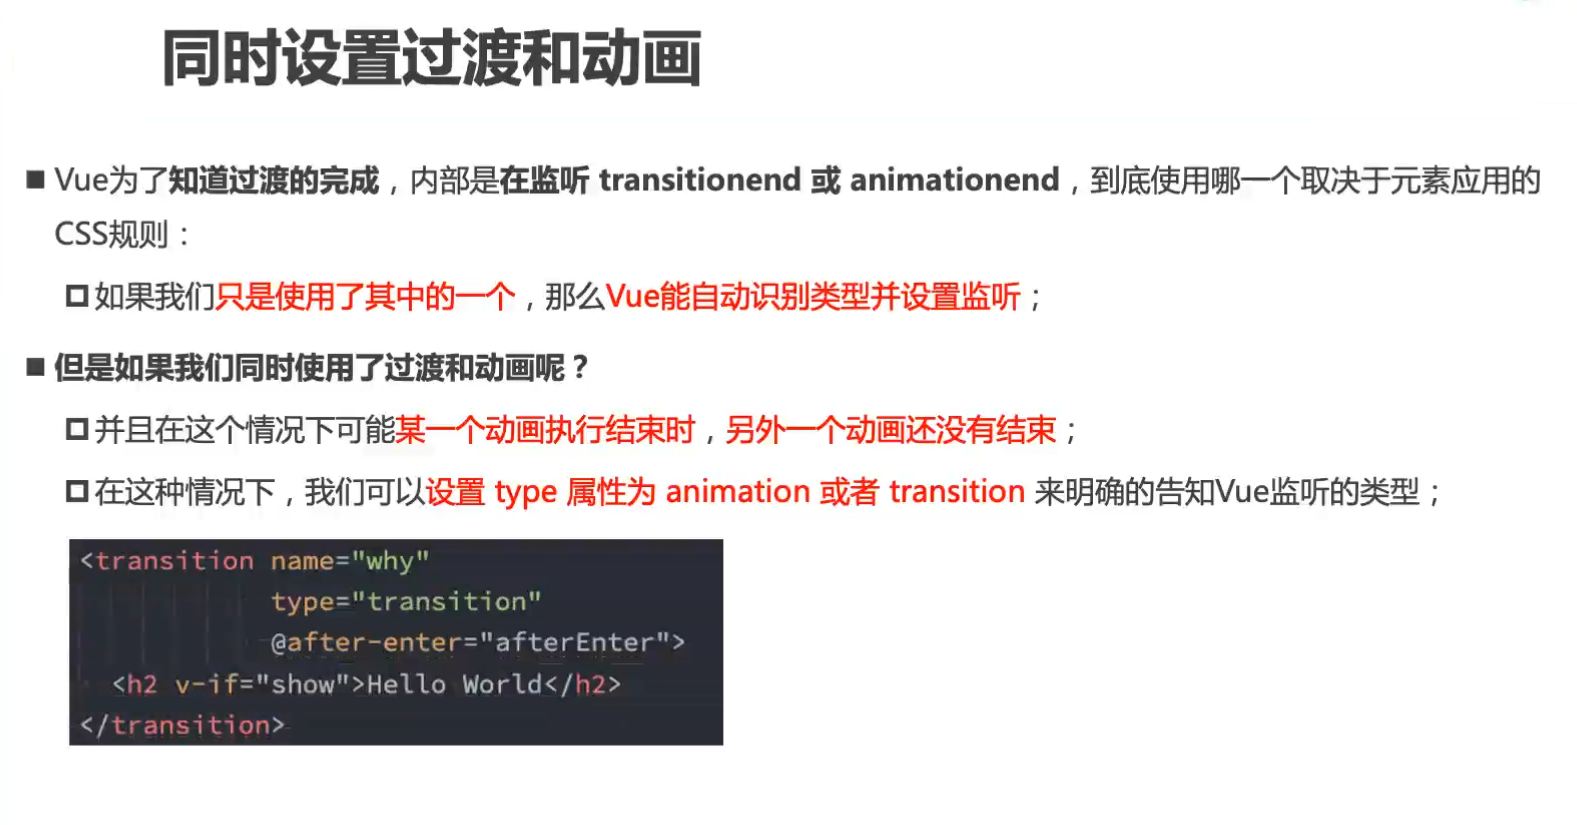 同时设置过渡和动画
Vue为了知道过渡的完成，内部是在监听 transitionend 或 animationend，到底使用哪一个取决于元素应用的
CSS规则：
如果我们只是使用了其中的一个，那么Vue能自动识别类型并设置监听；
但是如果我们同时使用了过渡和动画呢？
并且在这个情况下可能某一个动画执行结束时，另外一个动画还没有结束；
在这种情况下，我们可以设置 type 属性为 animation 或者 transition 来明确的告知Vue监听的类型；
<transition name="why"
type="transition"
@after-enter="afterEnter">
<h2 v-if="show">Hello World</h2>
</transition>